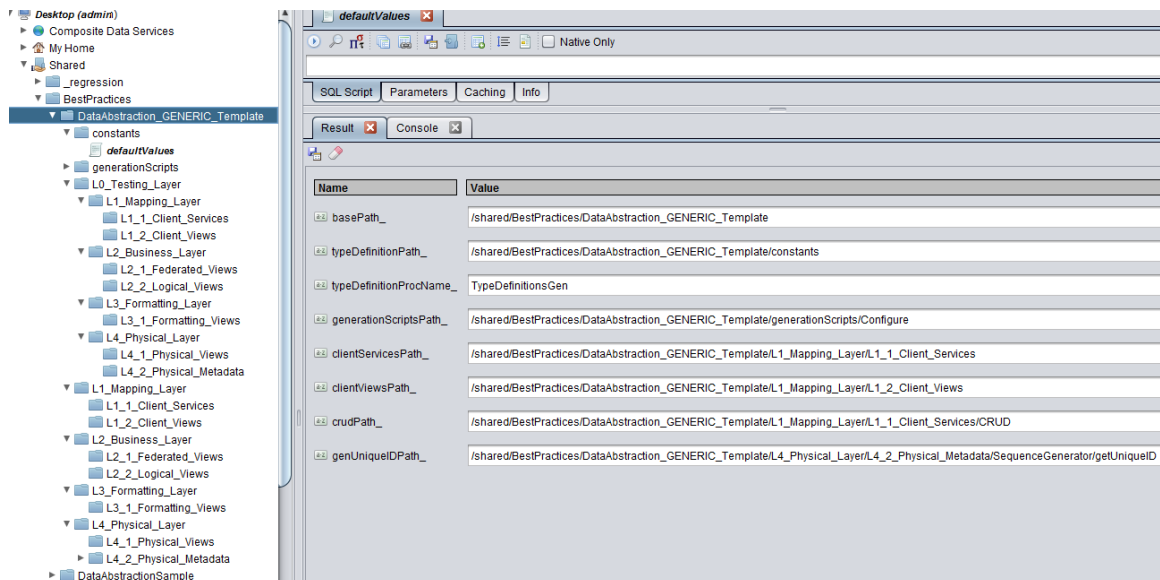 Desktop (admin)
Composite Data Services
My Home
Shared
_regression
BestPractices
DataAbstraction_GENERIC_Template
constants
defaultValues
generationScripts
L0_Testing_Layer
L1_Mapping_Layer
L1_1_Client_Services
L1_2_Client_Views
L2_Business_Layer
L2_1_Federated_Views
L2_2_Logical_Views
L3_Formatting_Layer
L3_1_Formatting_Views
L4_Physical_Layer
L4_1_Physical_Views
L4_2_Physical_Metadata
L1_Mapping_Layer
L1_1_Client_Services
L1_2_Client_Views
L2_Business_Layer
L2_1_Federated_Views
L2_2_Logical_Views
L3_Formatting_Layer
L3_1_Formatting_Views
L4_Physical_Layer
L4_1_Physical_Views
L4_2_Physical_Metadata
DataAbstractionSample
defaultValues
Native Only
SQL Script Parameters Caching Info
Result Console
Name Value
basePath_ /shared/BestPractices/DataAbstraction_GENERIC_Template
typeDefinitionPath_ /shared/BestPractices/DataAbstraction_GENERIC_Template/constants
typeDefinitionProcName_ TypeDefinitionsGen
generationScriptsPath_ /shared/BestPractices/DataAbstraction_GENERIC_Template/generationScripts/Configure
clientServicesPath_ /shared/BestPractices/DataAbstraction_GENERIC_Template/L1_Mapping_Layer/L1_1_Client_Services
clientViewsPath_ /shared/BestPractices/DataAbstraction_GENERIC_Template/L1_Mapping_Layer/L1_2_Client_Views
crudPath_ /shared/BestPractices/DataAbstraction_GENERIC_Template/L1_Mapping_Layer/L1_1_Client_Services/CRUD
genUniqueIDPath_ /shared/BestPractices/DataAbstraction_GENERIC_Template/L4_Physical_Layer/L4_2_Physical_Metadata/SequenceGenerator/getUniqueID